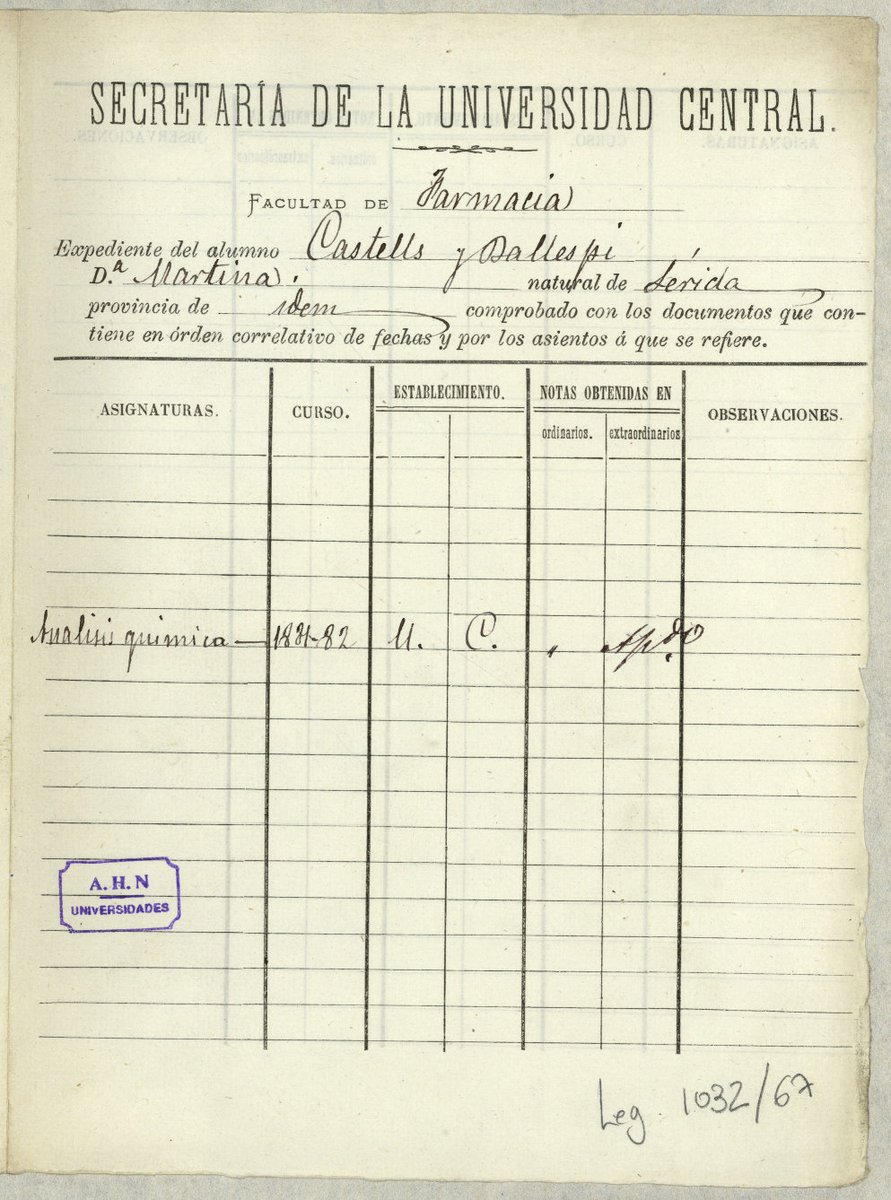 SECRETARÍA DE LA UNIVERSIDAD CENTRAL.
FACULTAD DE Farmacia
Expediente del alumno Castells y Ballespi
D.ª Martina natural de Lerida
provincia de idem comprobado con los documentos que con-
tiene en órden correlativo de fechas y por los asientos á que se refiere.
ASIGNATURAS. CURSO. ESTABLECIMIENTO. NOTAS OBTENIDAS EN OBSERVACIONES.
ordinarios. extraordinarios
Analisis quimica — 1881-82 U. C. " Apdo
A.H.N
UNIVERSIDADES
Leg. 1032/67